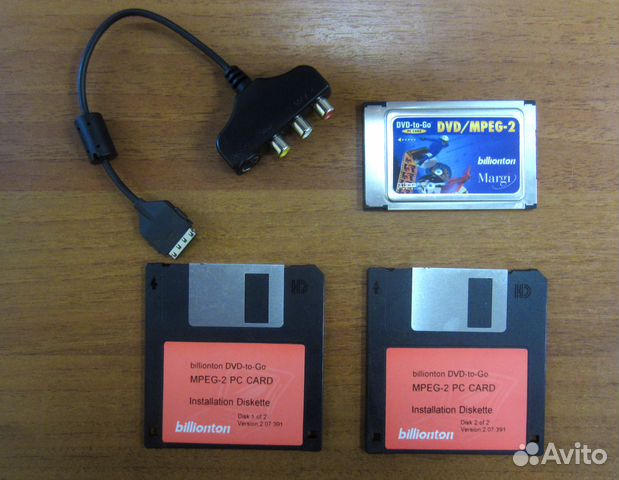 DVD-to-Go DVD/MPEG-2
PC CARD
billionton
Margi
HD
billionton DVD-to-Go
MPEG-2 PC CARD
Installation Diskette
Disk 1 of 2
Version:2.07.391
billionton
HD
billionton DVD-to-Go
MPEG-2 PC CARD
Installation Diskette
Disk 2 of 2
Version:2.07.391
billionton
Avito